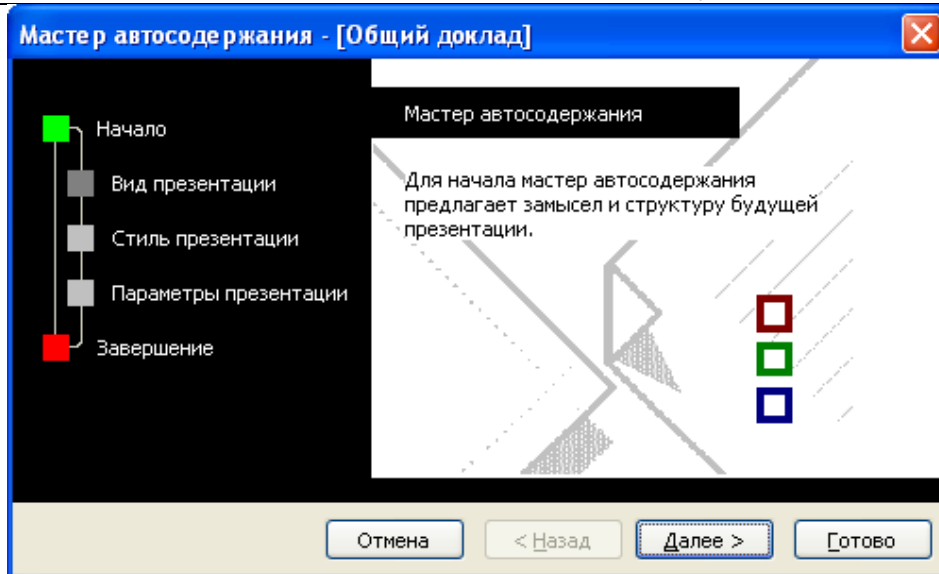 Мастер автосодержания - [Общий доклад]
Начало
Вид презентации
Стиль презентации
Параметры презентации
Завершение
Мастер автосодержания
Для начала мастер автосодержания
предлагает замысел и структуру будущей
презентации.
Отмена
< Назад
Далее >
Готово